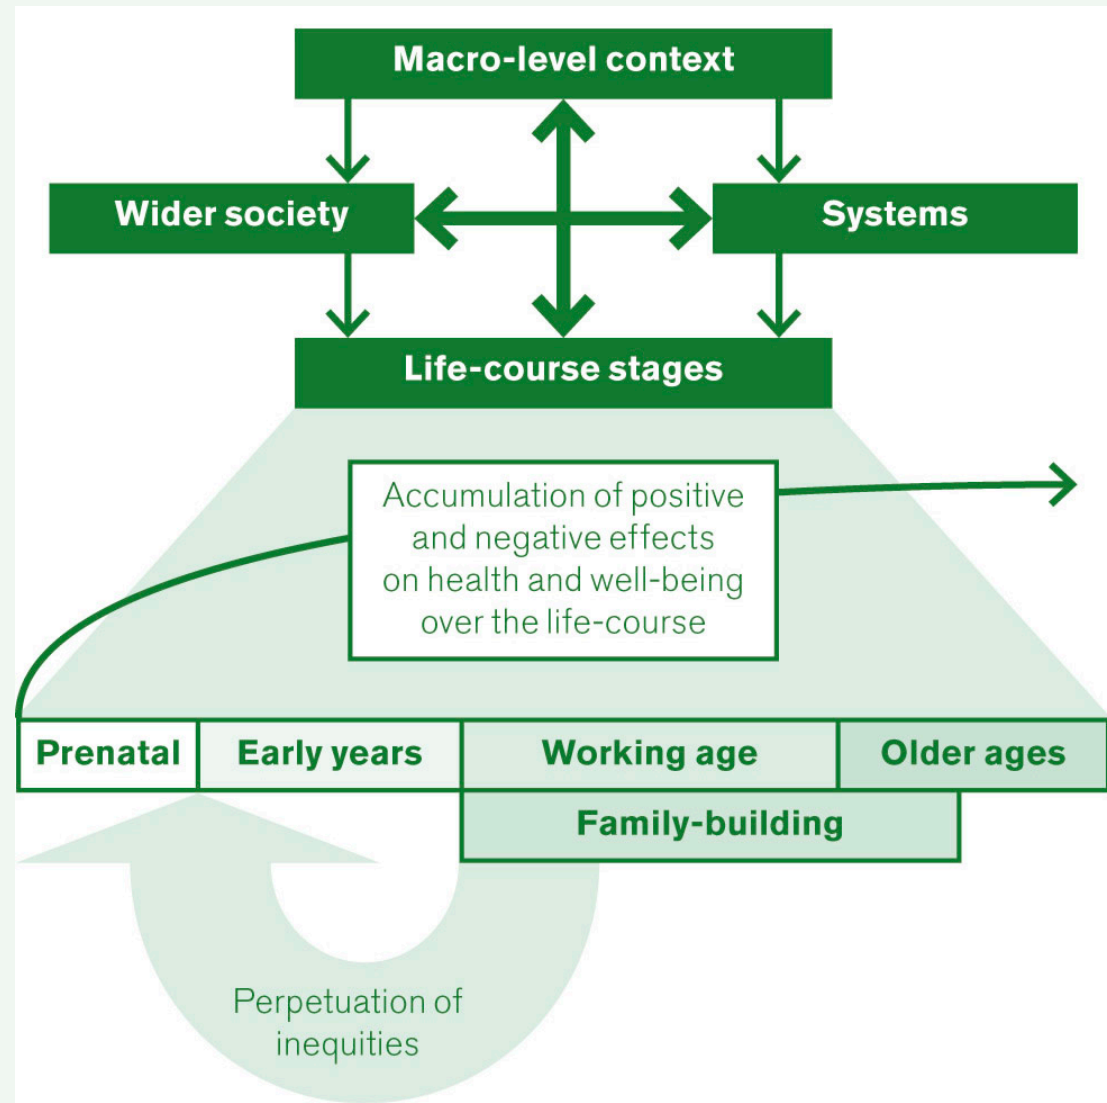 Macro-level context
Wider society
Systems
Life-course stages
Accumulation of positive
and negative effects
on health and well-being
over the life-course
Prenatal
Early years
Working age
Older ages
Family-building
Perpetuation of
inequities